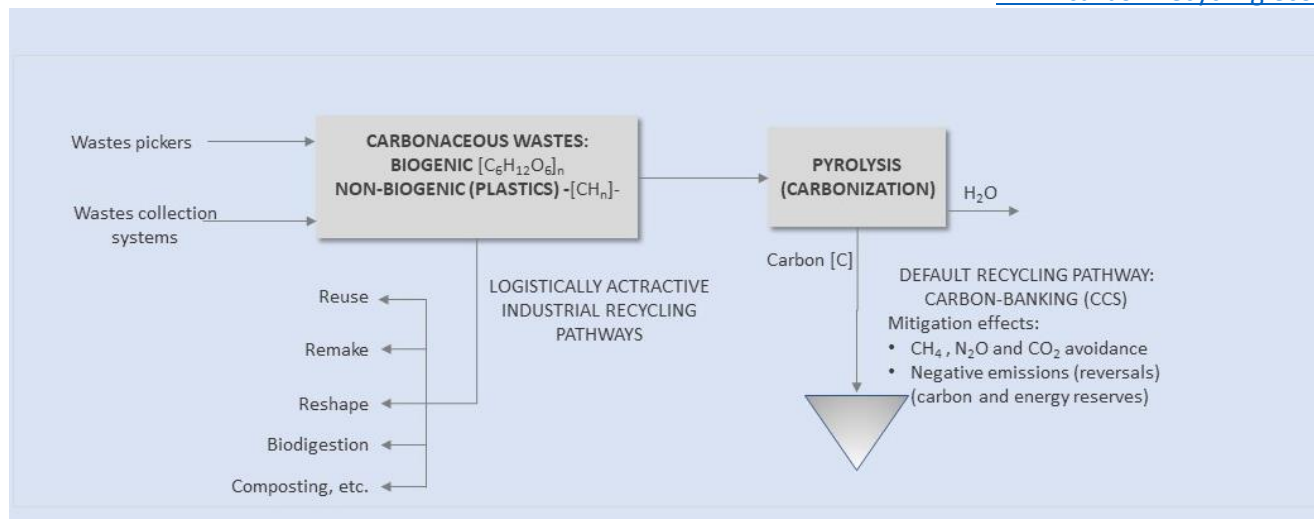 Wastes pickers
Wastes collection
systems
CARBONACEOUS WASTES:
BIOGENIC [C₆H₁₂O₆]ₙ
NON-BIOGENIC (PLASTICS) -[CHₙ]-
PYROLYSIS
(CARBONIZATION)
H₂O
Carbon [C]
LOGISTICALLY ACTRACTIVE
INDUSTRIAL RECYCLING
PATHWAYS
Reuse
Remake
Reshape
Biodigestion
Composting, etc.
DEFAULT RECYCLING PATHWAY:
CARBON-BANKING (CCS)
Mitigation effects:
• CH₄ , N₂O and CO₂ avoidance
• Negative emissions (reversals)
(carbon and energy reserves)